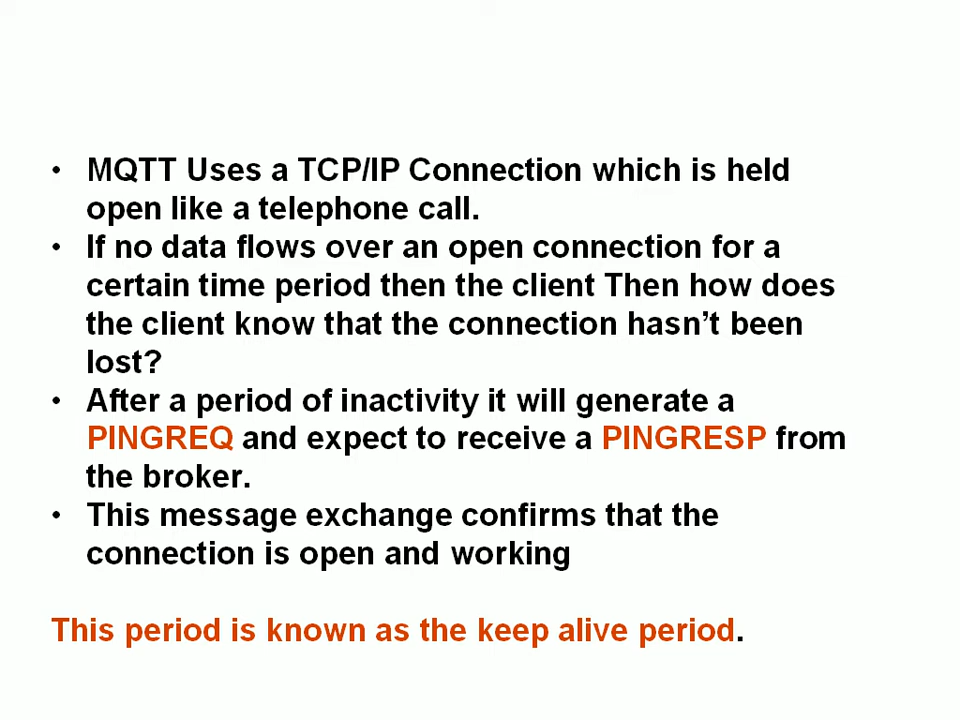 • MQTT Uses a TCP/IP Connection which is held
open like a telephone call.
• If no data flows over an open connection for a
certain time period then the client Then how does
the client know that the connection hasn’t been
lost?
• After a period of inactivity it will generate a
PINGREQ and expect to receive a PINGRESP from
the broker.
• This message exchange confirms that the
connection is open and working
This period is known as the keep alive period.